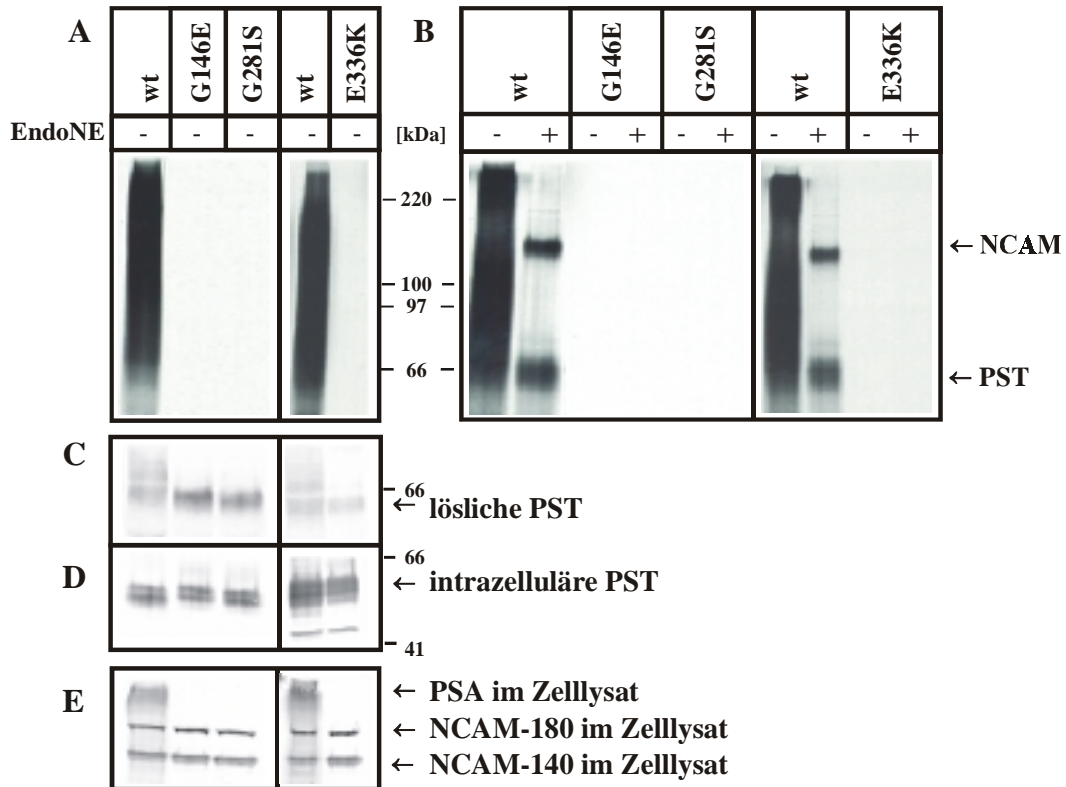 A
wt
G146E
G281S
wt
E336K
B
wt
G146E
G281S
wt
E336K
EndoNE - - - - - [kDa] - + - + - + - + - +
220
100
97
66
← NCAM
← PST
C
66
← lösliche PST
D
66
← intrazelluläre PST
41
E
← PSA im Zelllysat
← NCAM-180 im Zelllysat
← NCAM-140 im Zelllysat